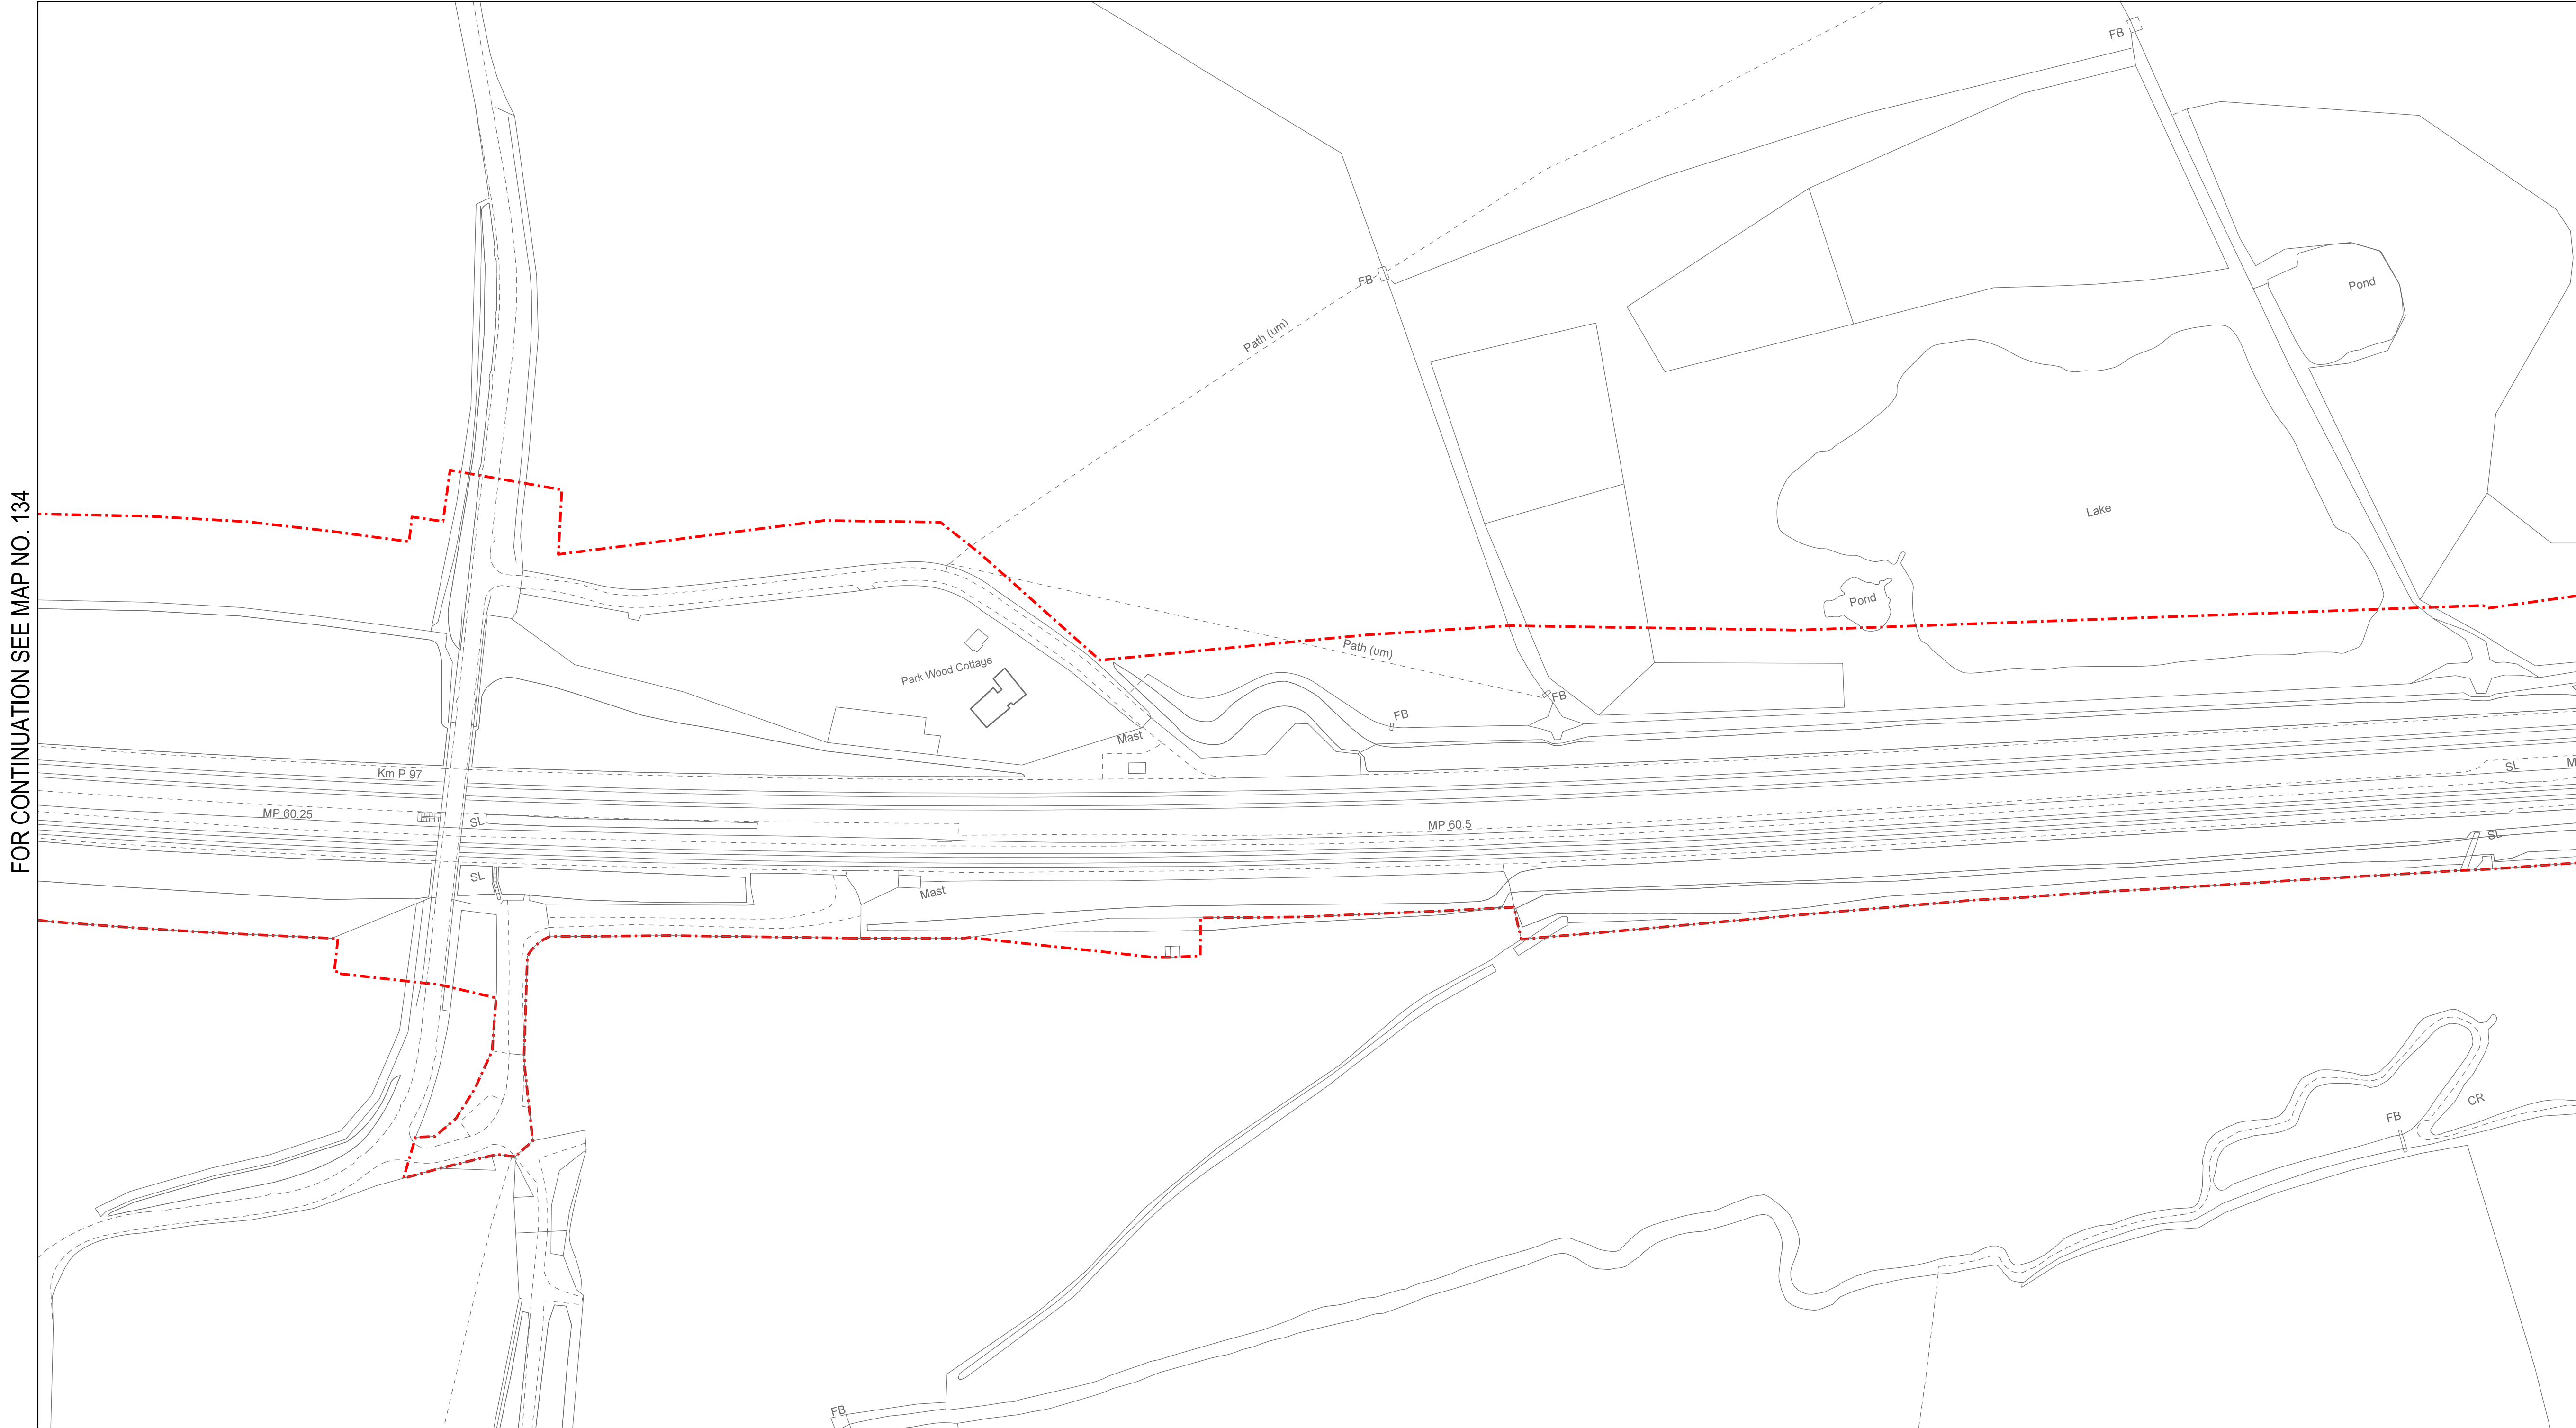 FOR CONTINUATION SEE MAP NO. 134
FB
FB
Pond
Path (um)
Lake
Pond
Path (um)
Park Wood Cottage
FB
FB
Mast
Km P 97
SL
M
MP 60.25
SL
MP 60.5
SL
SL
Mast
CR
FB
FB